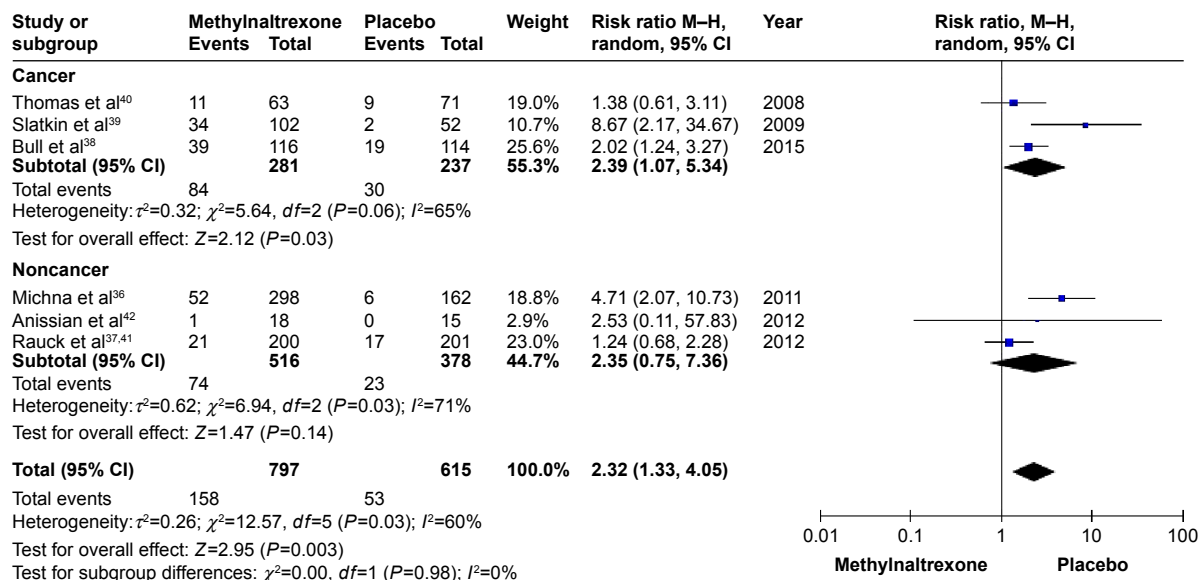 Study or subgroup Methylnaltrexone Placebo Weight Risk ratio M–H, random, 95% CI Year Risk ratio, M–H, random, 95% CI
Events Total Events Total
Cancer
Thomas et al40 11 63 9 71 19.0% 1.38 (0.61, 3.11) 2008
Slatkin et al39 34 102 2 52 10.7% 8.67 (2.17, 34.67) 2009
Bull et al38 39 116 19 114 25.6% 2.02 (1.24, 3.27) 2015
Subtotal (95% CI) 281 237 55.3% 2.39 (1.07, 5.34)
Total events 84 30
Heterogeneity: τ²=0.32; χ²=5.64, df=2 (P=0.06); I²=65%
Test for overall effect: Z=2.12 (P=0.03)
Noncancer
Michna et al36 52 298 6 162 18.8% 4.71 (2.07, 10.73) 2011
Anissian et al42 1 18 0 15 2.9% 2.53 (0.11, 57.83) 2012
Rauck et al37,41 21 200 17 201 23.0% 1.24 (0.68, 2.28) 2012
Subtotal (95% CI) 516 378 44.7% 2.35 (0.75, 7.36)
Total events 74 23
Heterogeneity: τ²=0.62; χ²=6.94, df=2 (P=0.03); I²=71%
Test for overall effect: Z=1.47 (P=0.14)
Total (95% CI) 797 615 100.0% 2.32 (1.33, 4.05)
Total events 158 53
Heterogeneity: τ²=0.26; χ²=12.57, df=5 (P=0.03); I²=60%
Test for overall effect: Z=2.95 (P=0.003)
Test for subgroup differences: χ²=0.00, df=1 (P=0.98); I²=0%
0.01 0.1 1 10 100
Methylnaltrexone Placebo